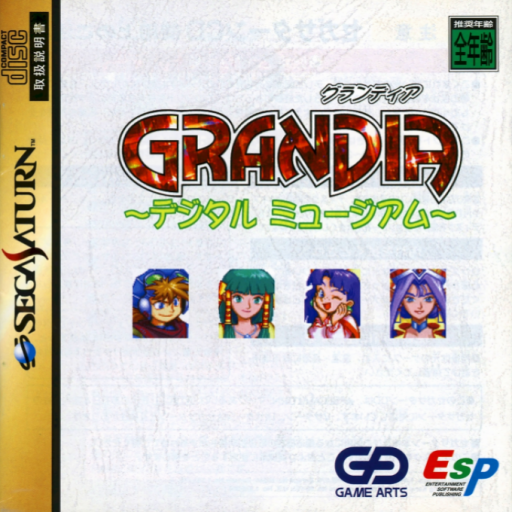 COMPACT
disc
取扱説明書
SEGA SATURN™
推奨年齢
全年齢
グランディア
GRANDIA
～デジタル ミュージアム～
GAME ARTS
ESP
ENTERTAINMENT
SOFTWARE
PUBLISHING